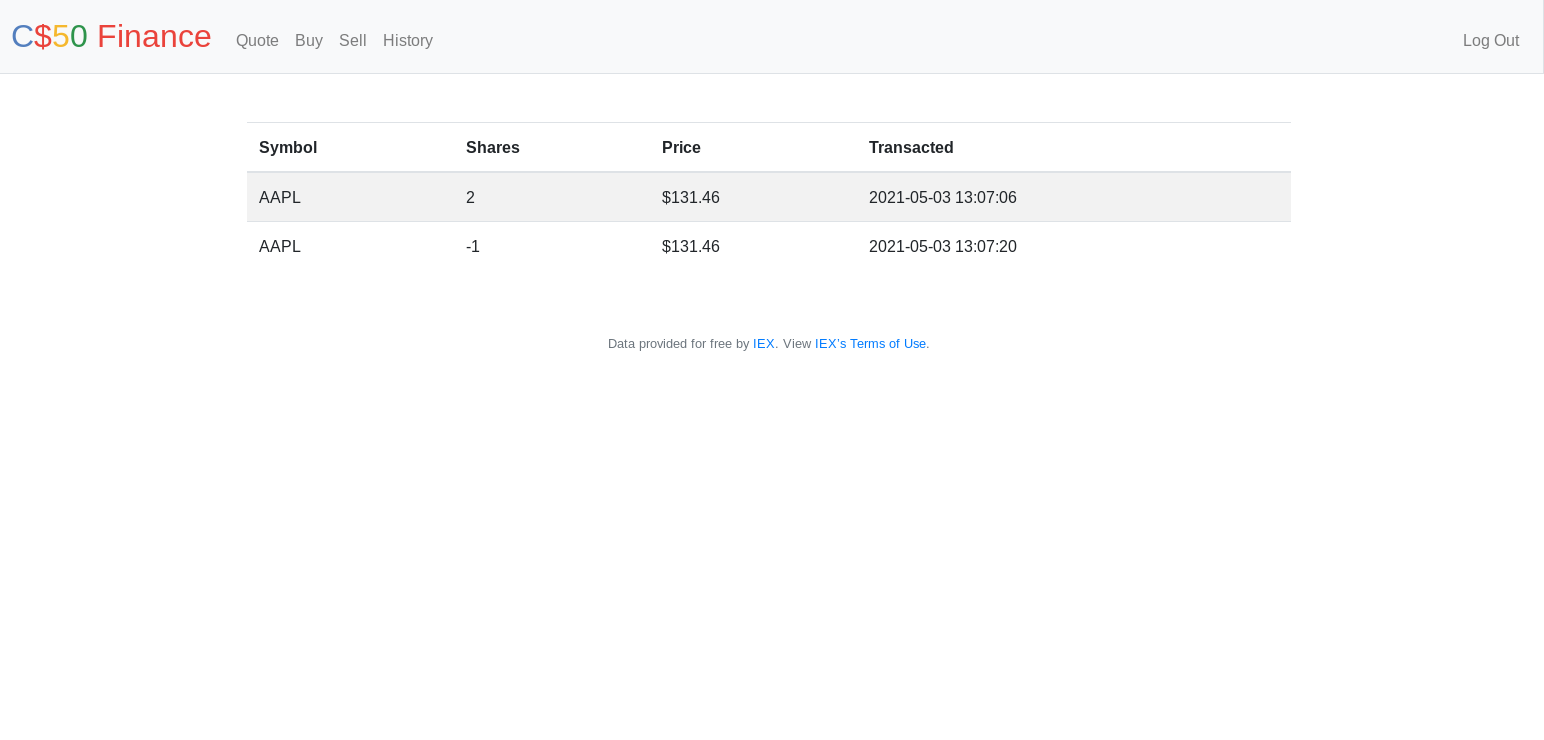 C$50 Finance Quote Buy Sell History Log Out
Symbol Shares Price Transacted
AAPL 2 $131.46 2021-05-03 13:07:06
AAPL -1 $131.46 2021-05-03 13:07:20
Data provided for free by IEX. View IEX's Terms of Use.